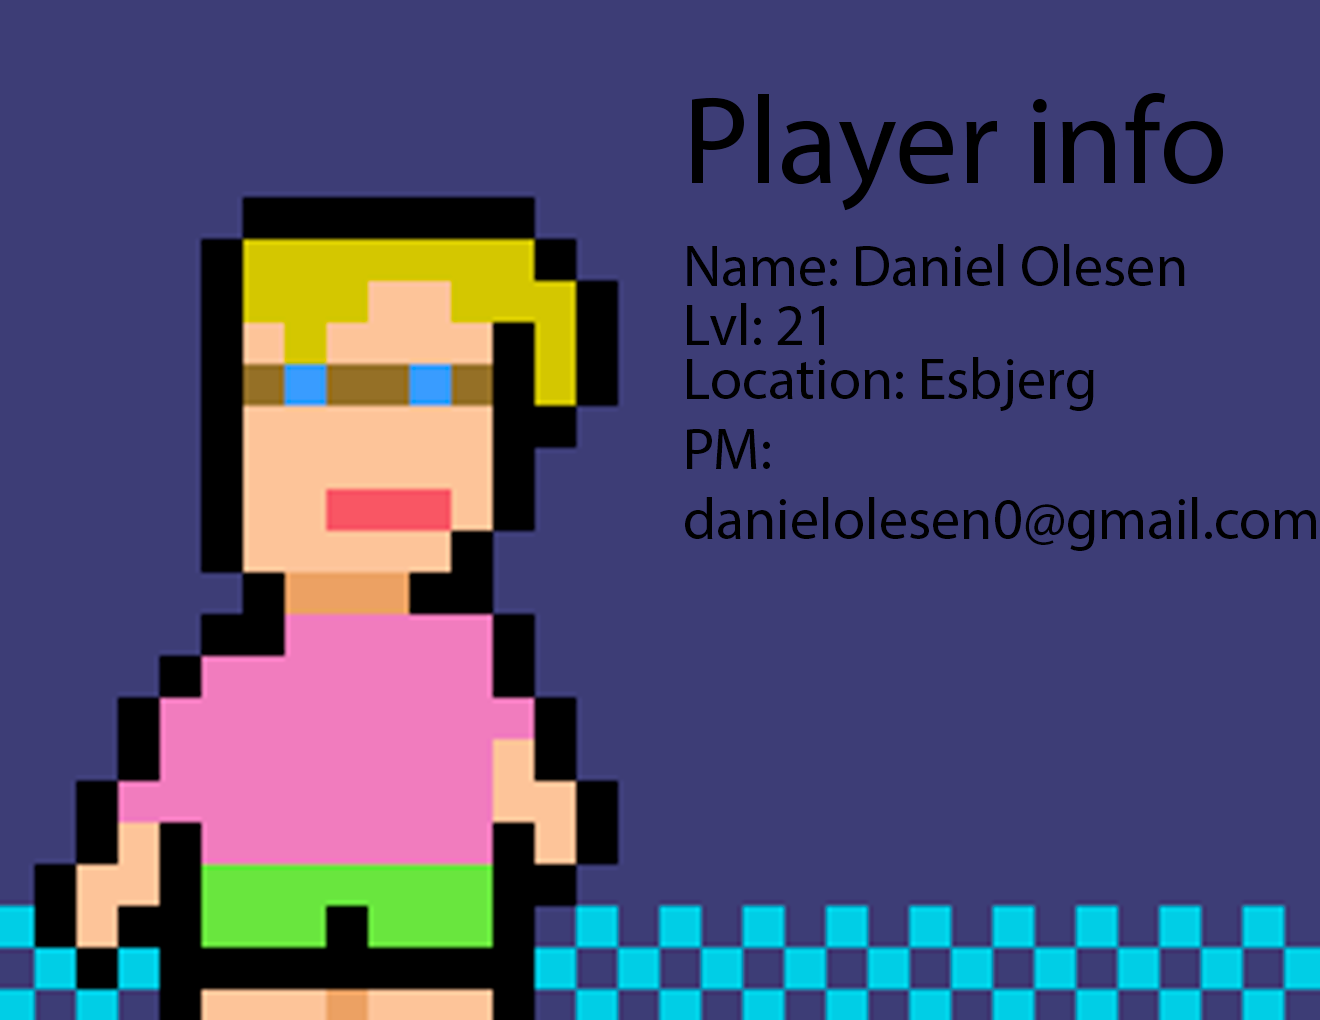 Player info
Name: Daniel Olesen
Lvl: 21
Location: Esbjerg
PM:
danielolesen0@gmail.com